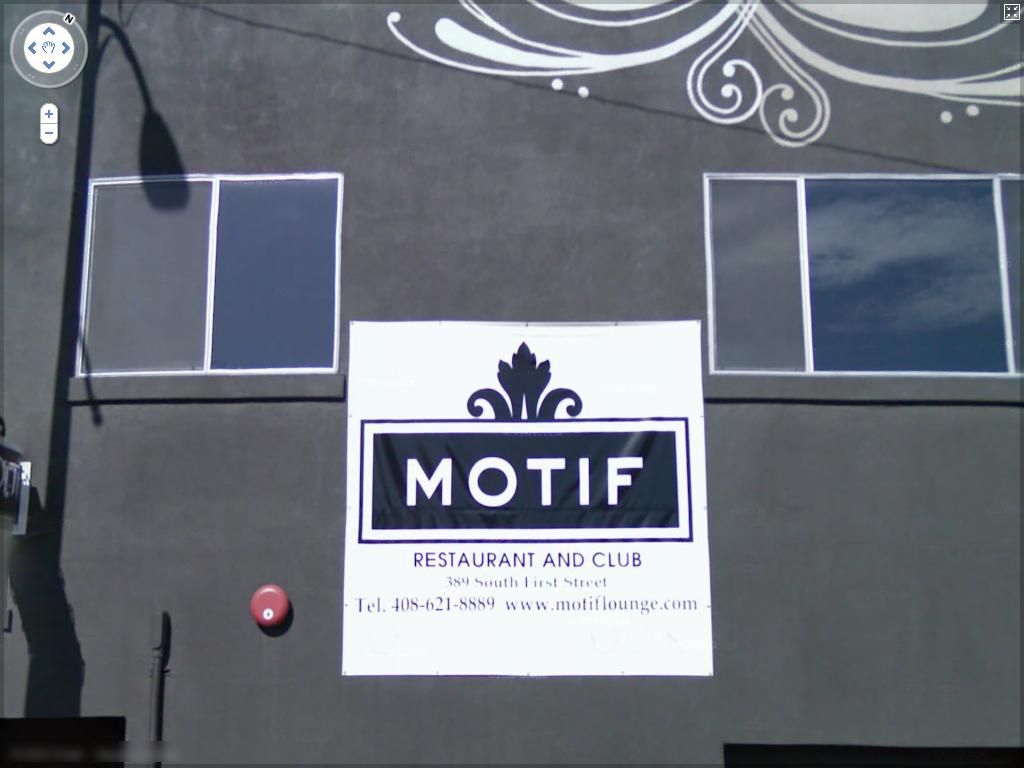 N
MOTIF
RESTAURANT AND CLUB
389 South First Street
Tel. 408-621-8889 www.motiflounge.com